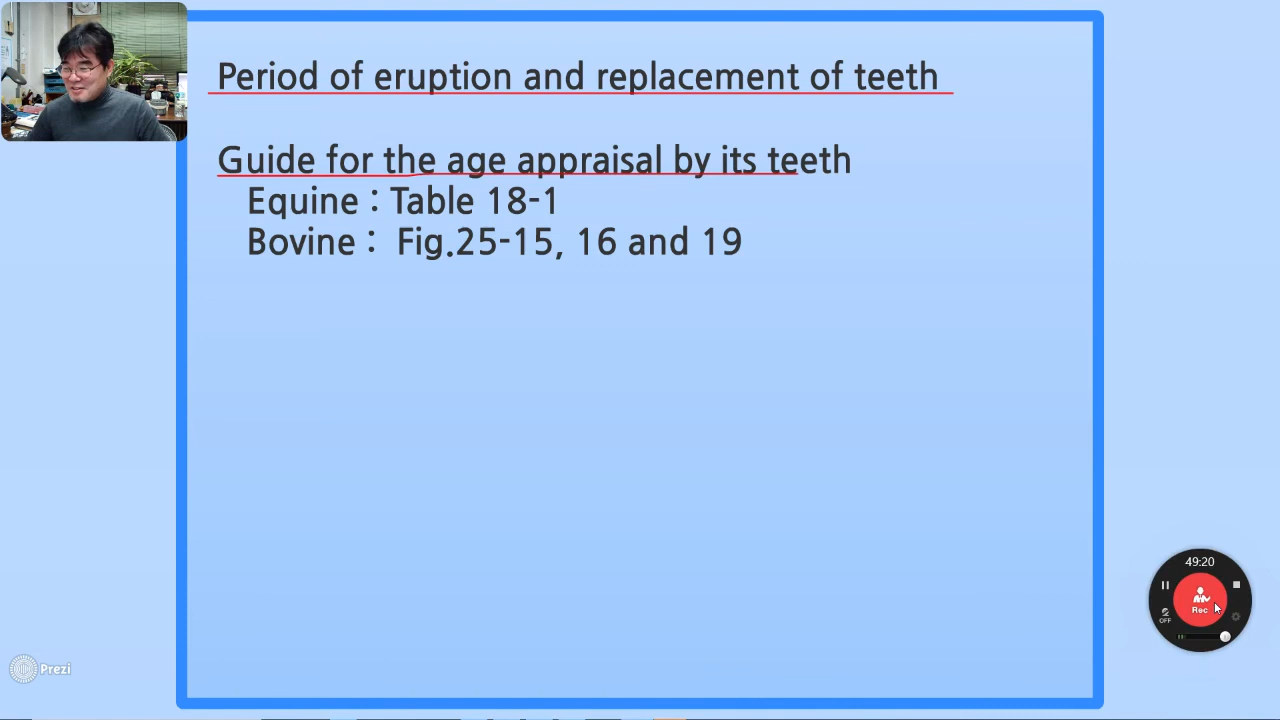 Period of eruption and replacement of teeth
Guide for the age appraisal by its teeth
Equine : Table 18-1
Bovine : Fig.25-15, 16 and 19
49:20
Rec
OFF
Prezi